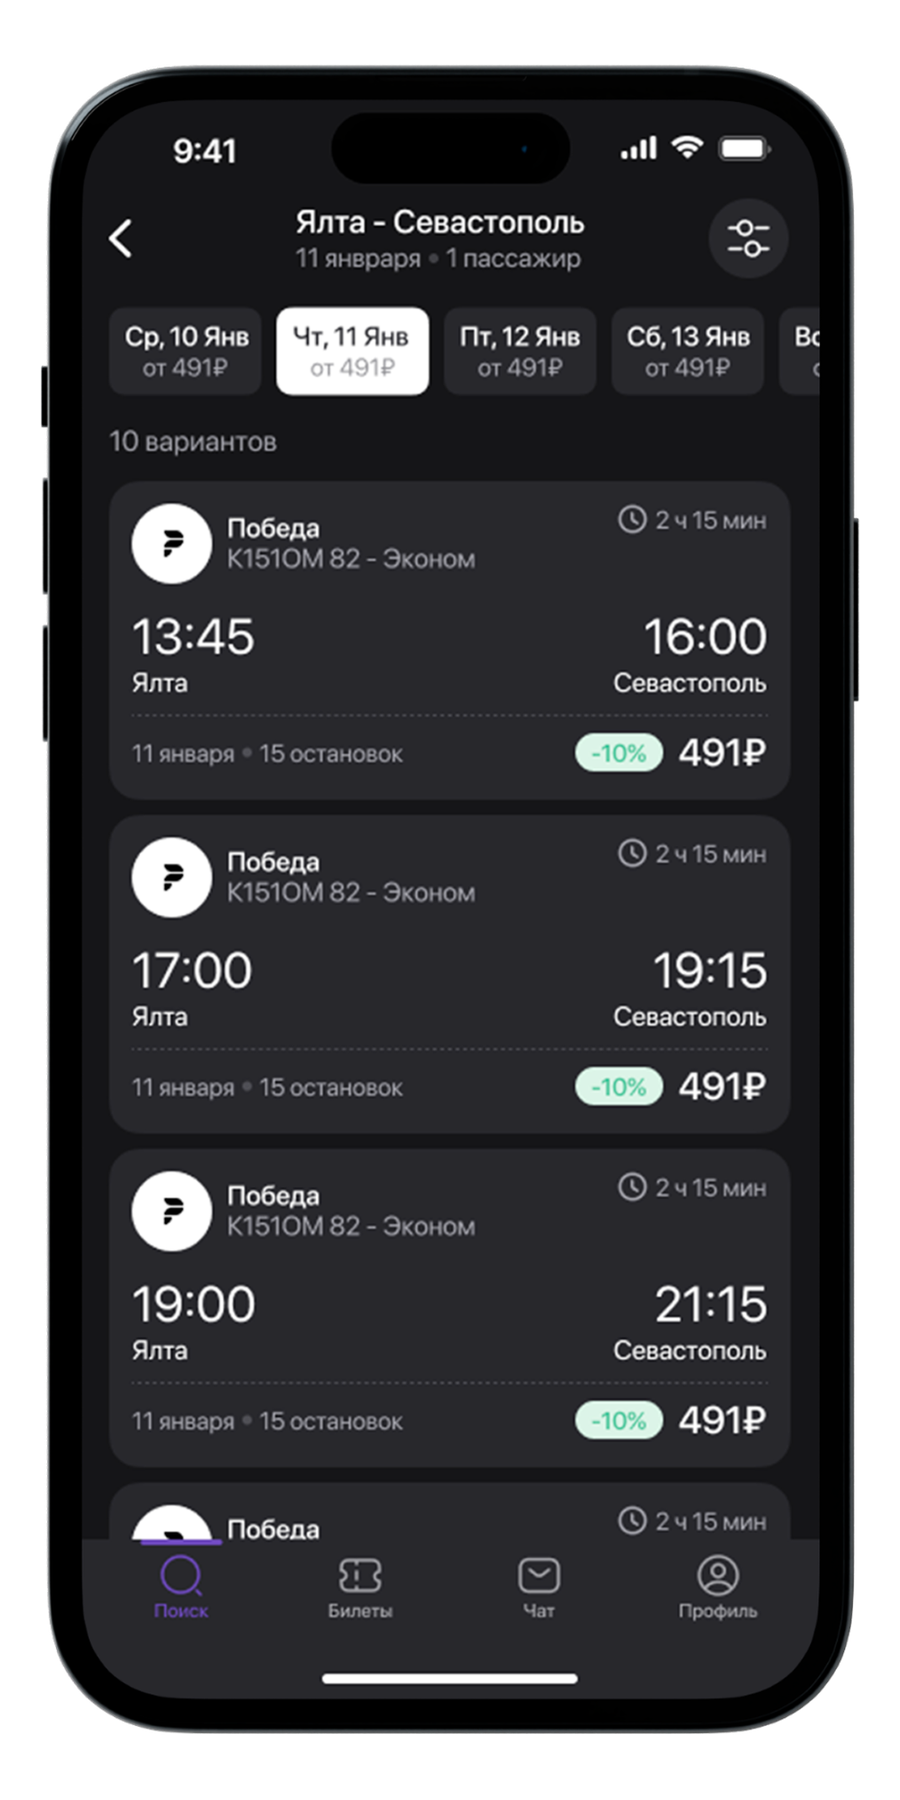 9:41
Ялта - Севастополь
11 янвраря • 1 пассажир
Ср, 10 Янв
от 491₽
Чт, 11 Янв
от 491₽
Пт, 12 Янв
от 491₽
Сб, 13 Янв
от 491₽
10 вариантов
Победа
2 ч 15 мин
К151ОМ 82 - Эконом
13:45
16:00
Ялта
Севастополь
11 января • 15 остановок
-10%
491₽
Победа
2 ч 15 мин
К151ОМ 82 - Эконом
17:00
19:15
Ялта
Севастополь
11 января • 15 остановок
-10%
491₽
Победа
2 ч 15 мин
К151ОМ 82 - Эконом
19:00
21:15
Ялта
Севастополь
11 января • 15 остановок
-10%
491₽
Победа
2 ч 15 мин
Поиск
Билеты
Чат
Профиль